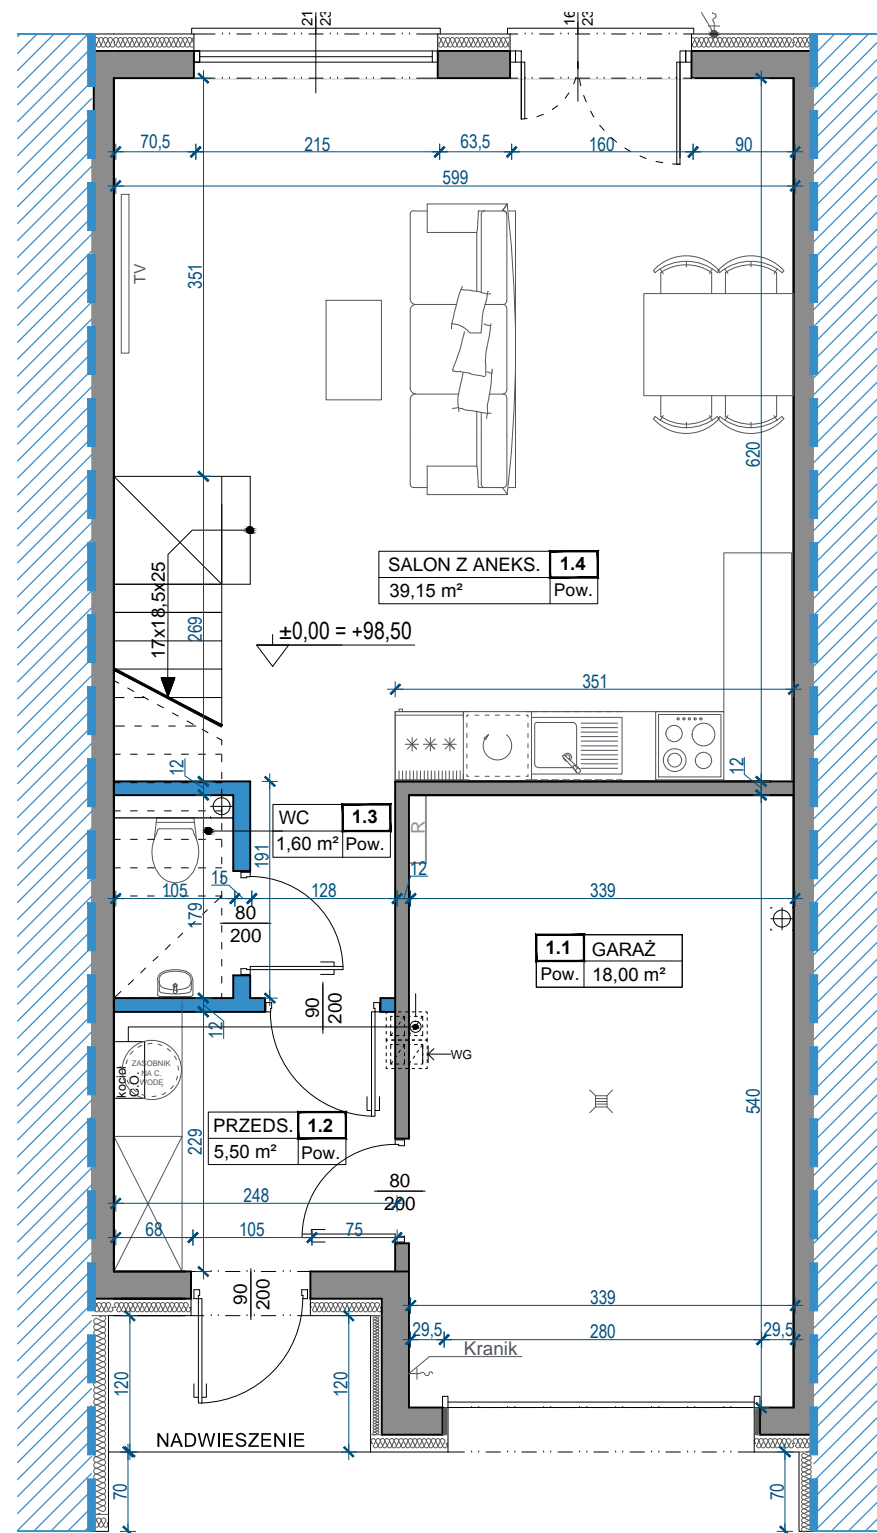 21
23
16
23
70,5
215
63,5
160
90
599
TV
351
620
17x18,5x25
269
SALON Z ANEKS. 1.4
39,15 m² Pow.
±0,00 = +98,50
351
12
12
WC 1.3
1,60 m² Pow.
R
191
15
105
128
12
339
179
80
200
1.1 GARAŻ
Pow. 18,00 m²
90
200
12
WG
ZASOBNIK
NA C.
WODĘ
kocioł
C.O.
540
PRZEDS. 1.2
5,50 m² Pow.
229
80
200
248
68
105
75
90
200
339
29,5
280
29,5
Kranik
120
120
NADWIESZENIE
70
70